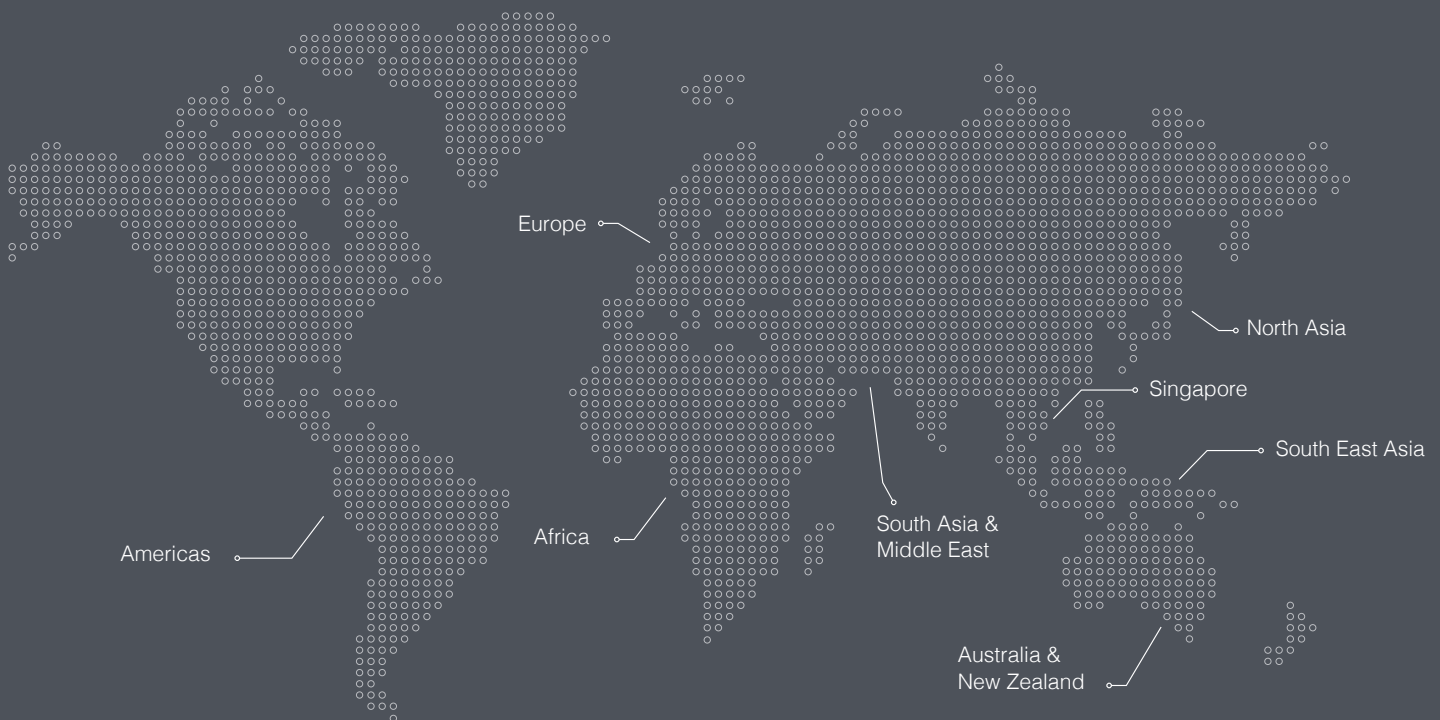 Europe
North Asia
Singapore
South East Asia
South Asia &
Middle East
Africa
Americas
Australia &
New Zealand